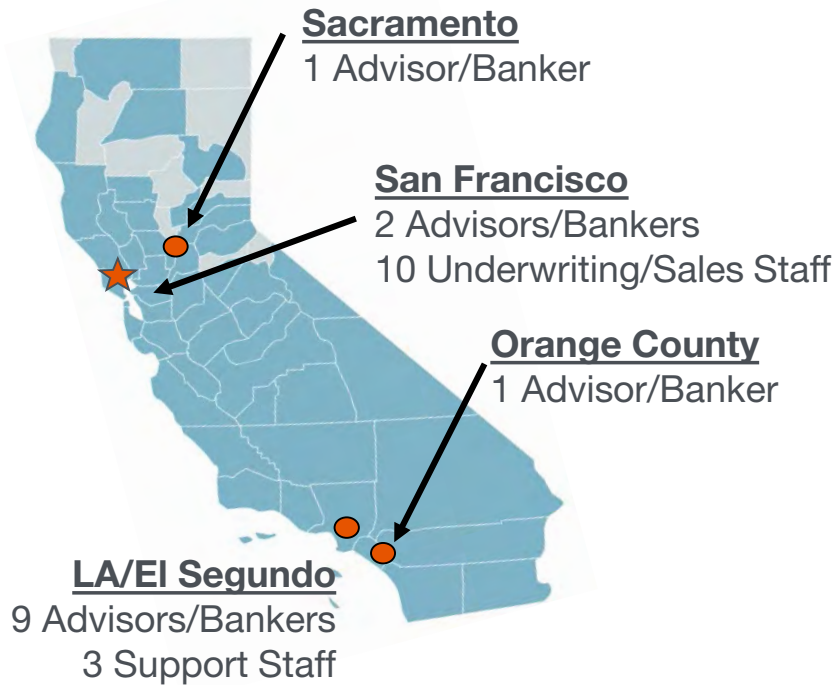 Sacramento
1 Advisor/Banker
San Francisco
2 Advisors/Bankers
10 Underwriting/Sales Staff
Orange County
1 Advisor/Banker
LA/El Segundo
9 Advisors/Bankers
3 Support Staff